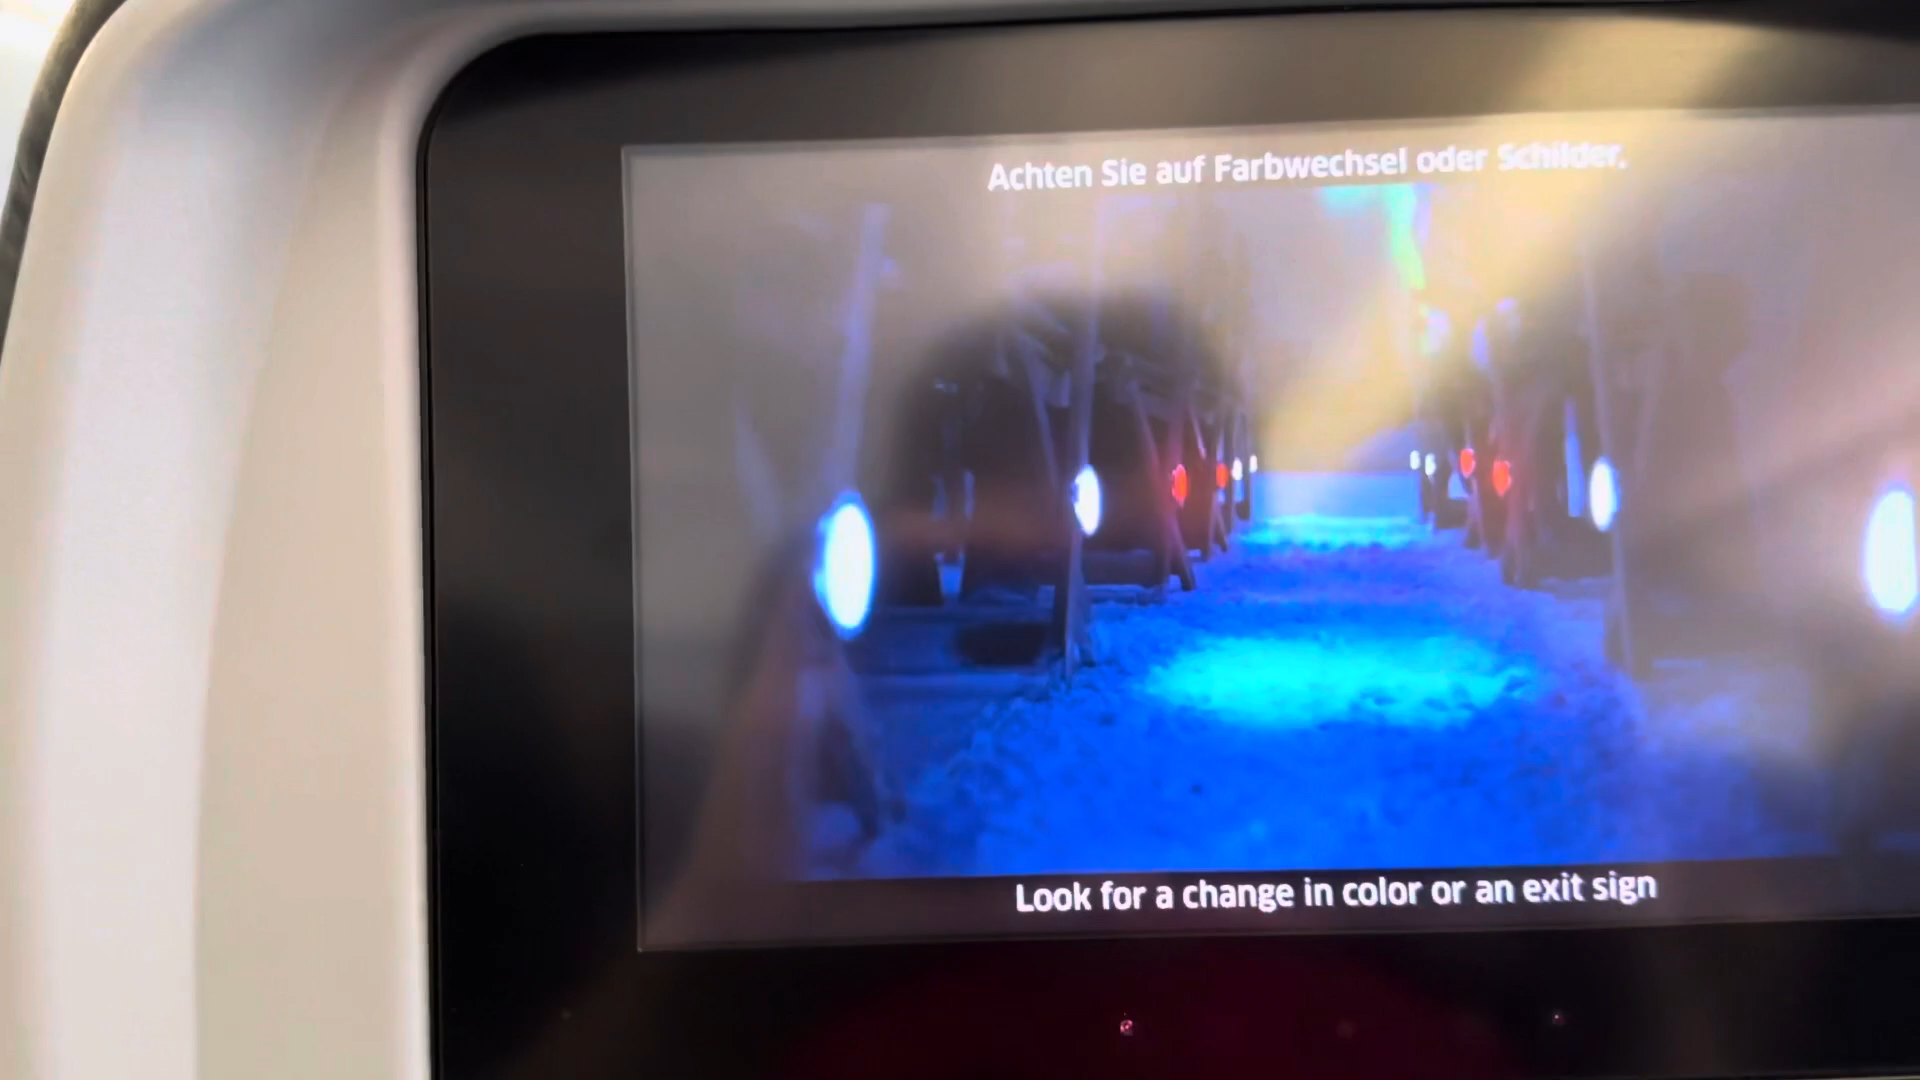 Achten Sie auf Farbwechsel oder Schilder.
Look for a change in color or an exit sign